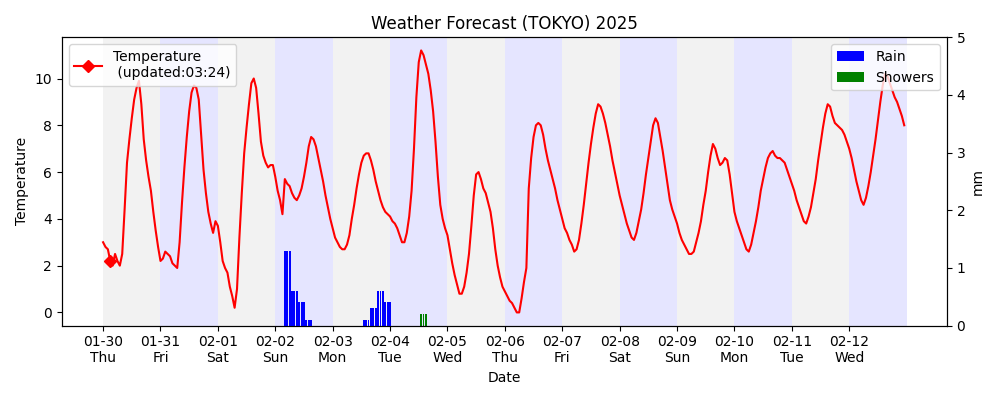 Weather Forecast (TOKYO) 2025
Temperature
(updated:03:24)
Rain
Showers
Temperature
10
8
6
4
2
0
5
4
3
2
1
0
mm
01-30 01-31 02-01 02-02 02-03 02-04 02-05 02-06 02-07 02-08 02-09 02-10 02-11 02-12
Thu Fri Sat Sun Mon Tue Wed Thu Fri Sat Sun Mon Tue Wed
Date